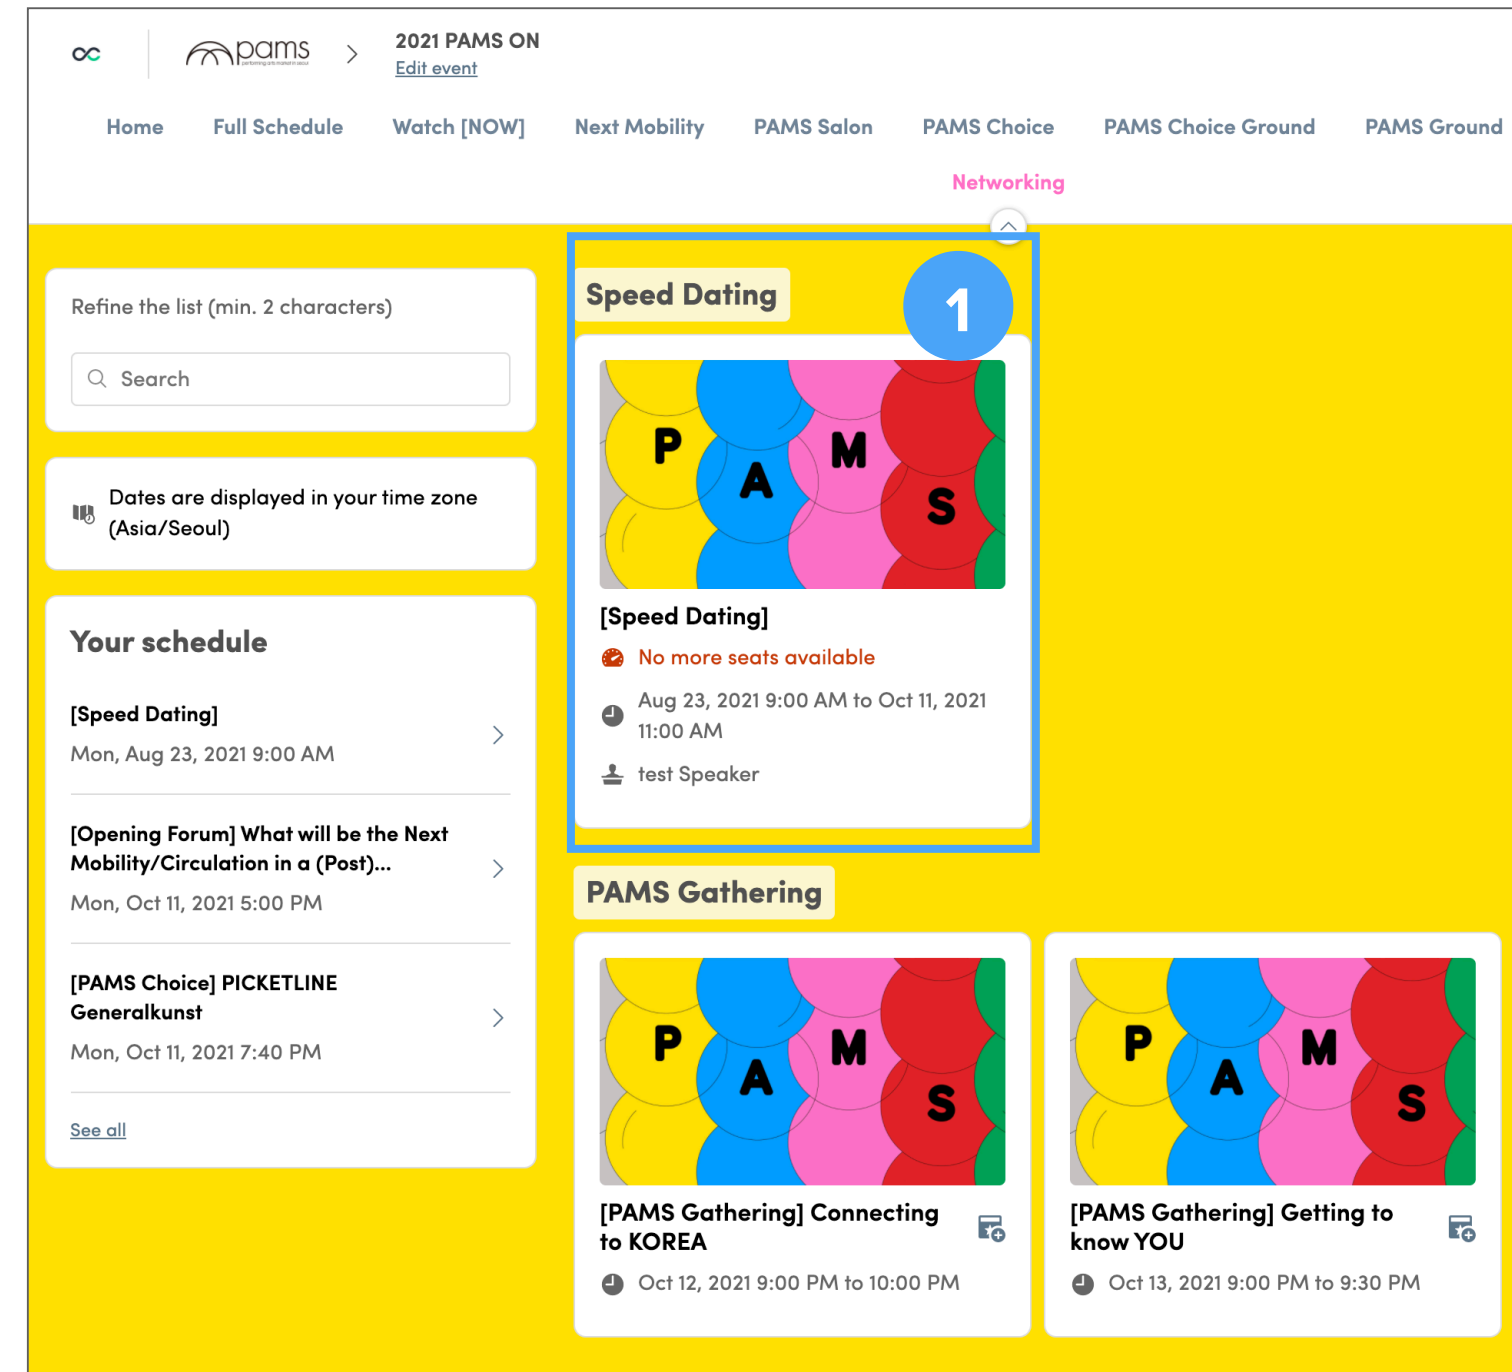 pams
performing arts market in seoul
2021 PAMS ON
Edit event
Home
Full Schedule
Watch [NOW]
Next Mobility
PAMS Salon
PAMS Choice
PAMS Choice Ground
PAMS Ground
Networking
Refine the list (min. 2 characters)
Search
Dates are displayed in your time zone
(Asia/Seoul)
Your schedule
[Speed Dating]
Mon, Aug 23, 2021 9:00 AM
[Opening Forum] What will be the Next
Mobility/Circulation in a (Post)...
Mon, Oct 11, 2021 5:00 PM
[PAMS Choice] PICKETLINE
Generalkunst
Mon, Oct 11, 2021 7:40 PM
See all
Speed Dating
1
P A M S
[Speed Dating]
No more seats available
Aug 23, 2021 9:00 AM to Oct 11, 2021
11:00 AM
test Speaker
PAMS Gathering
P A M S
[PAMS Gathering] Connecting
to KOREA
Oct 12, 2021 9:00 PM to 10:00 PM
P A M S
[PAMS Gathering] Getting to
know YOU
Oct 13, 2021 9:00 PM to 9:30 PM